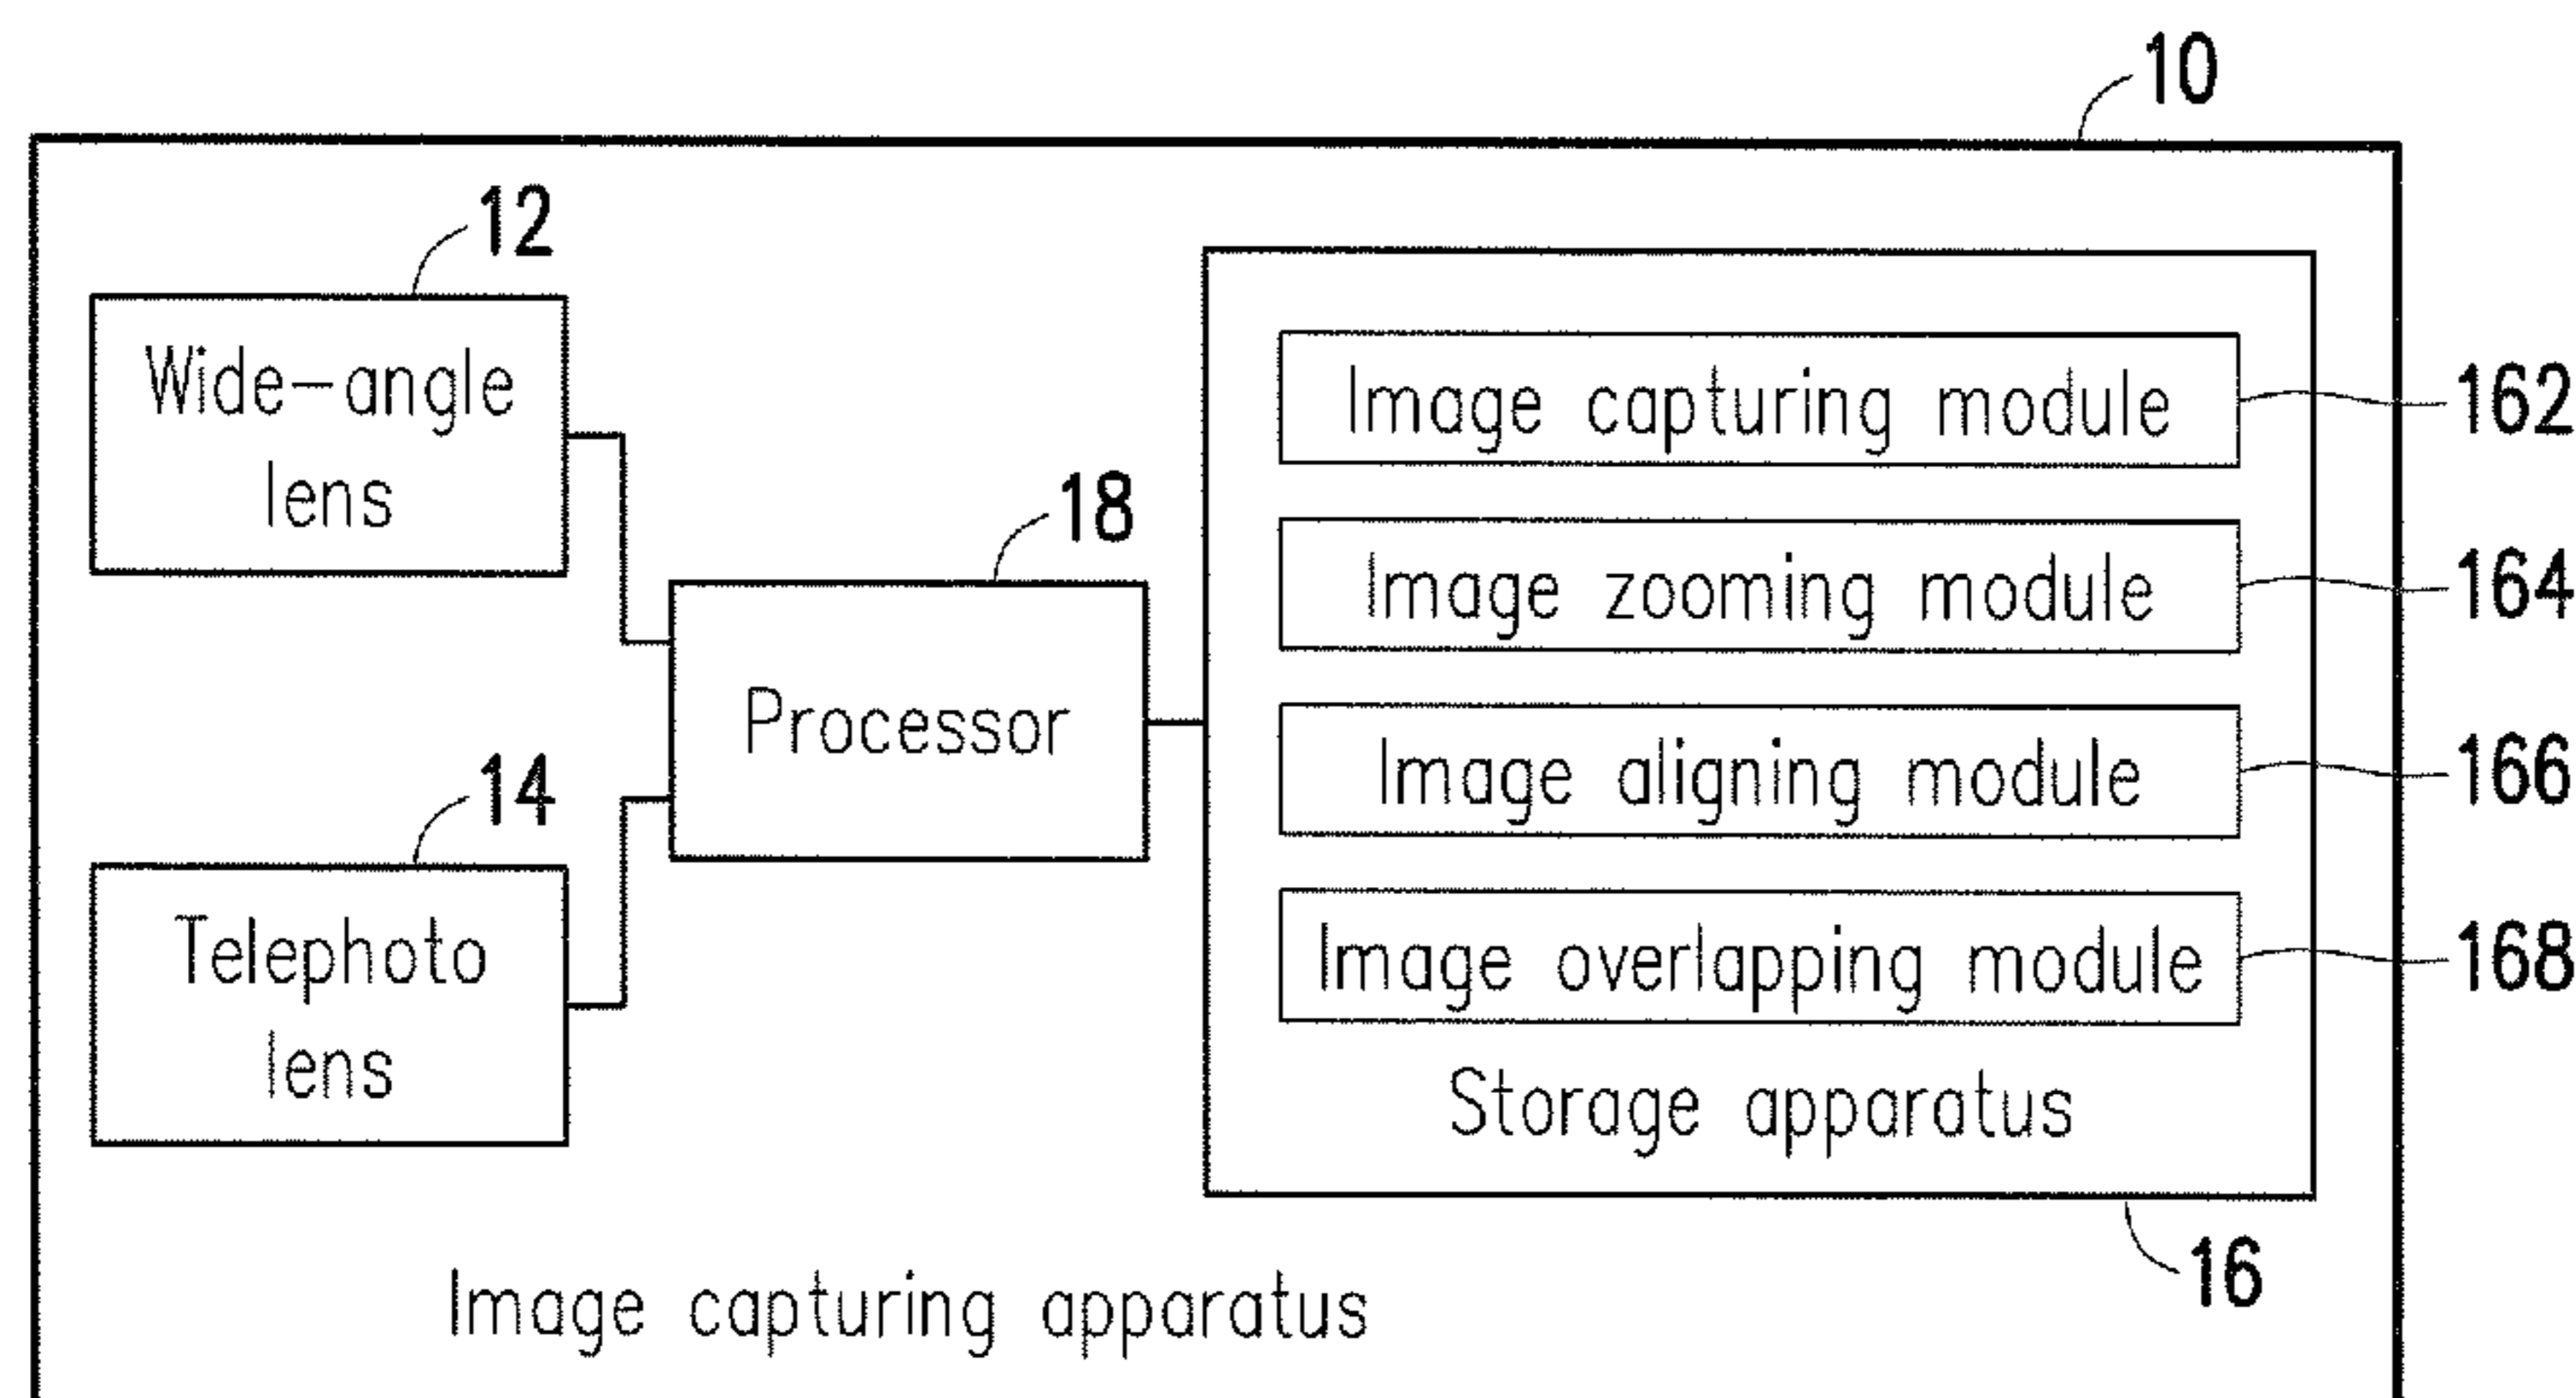 10
12
Wide-angle
lens
18
Processor
14
Telephoto
lens
Image capturing module
162
Image zooming module
164
Image aligning module
166
Image overlapping module
168
Storage apparatus
16
Image capturing apparatus